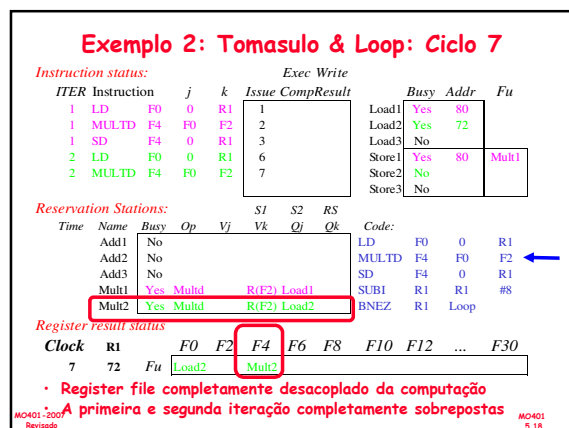 Exemplo 2: Tomasulo & Loop: Ciclo 7
Instruction status: Exec Write
ITER Instruction j k Issue CompResult Busy Addr Fu
1 LD F0 0 R1 1 Load1 Yes 80
1 MULTD F4 F0 F2 2 Load2 Yes 72
1 SD F4 0 R1 3 Load3 No
2 LD F0 0 R1 6 Store1 Yes 80 Mult1
2 MULTD F4 F0 F2 7 Store2 No
Store3 No
Reservation Stations: S1 S2 RS
Time Name Busy Op Vj Vk Qj Qk Code:
Add1 No LD F0 0 R1
Add2 No MULTD F4 F0 F2
Add3 No SD F4 0 R1
Mult1 Yes Multd R(F2) Load1 SUBI R1 R1 #8
Mult2 Yes Multd R(F2) Load2 BNEZ R1 Loop
Register result status
Clock R1 F0 F2 F4 F6 F8 F10 F12 ... F30
7 72 Fu Load2 Mult2
• Register file completamente desacoplado da computação
• A primeira e segunda iteração completamente sobrepostas
MO401-2007
Revisado
MO401
5.18